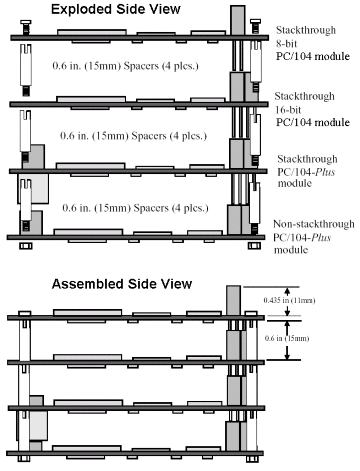 Exploded Side View
Stackthrough
8-bit
PC/104 module
0.6 in. (15mm) Spacers (4 plcs.)
Stackthrough
16-bit
PC/104 module
0.6 in. (15mm) Spacers (4 plcs.)
Stackthrough
PC/104-Plus
module
0.6 in. (15mm) Spacers (4 plcs.)
Non-stackthrough
PC/104-Plus
module
Assembled Side View
0.435 in (11mm)
0.6 in (15mm)